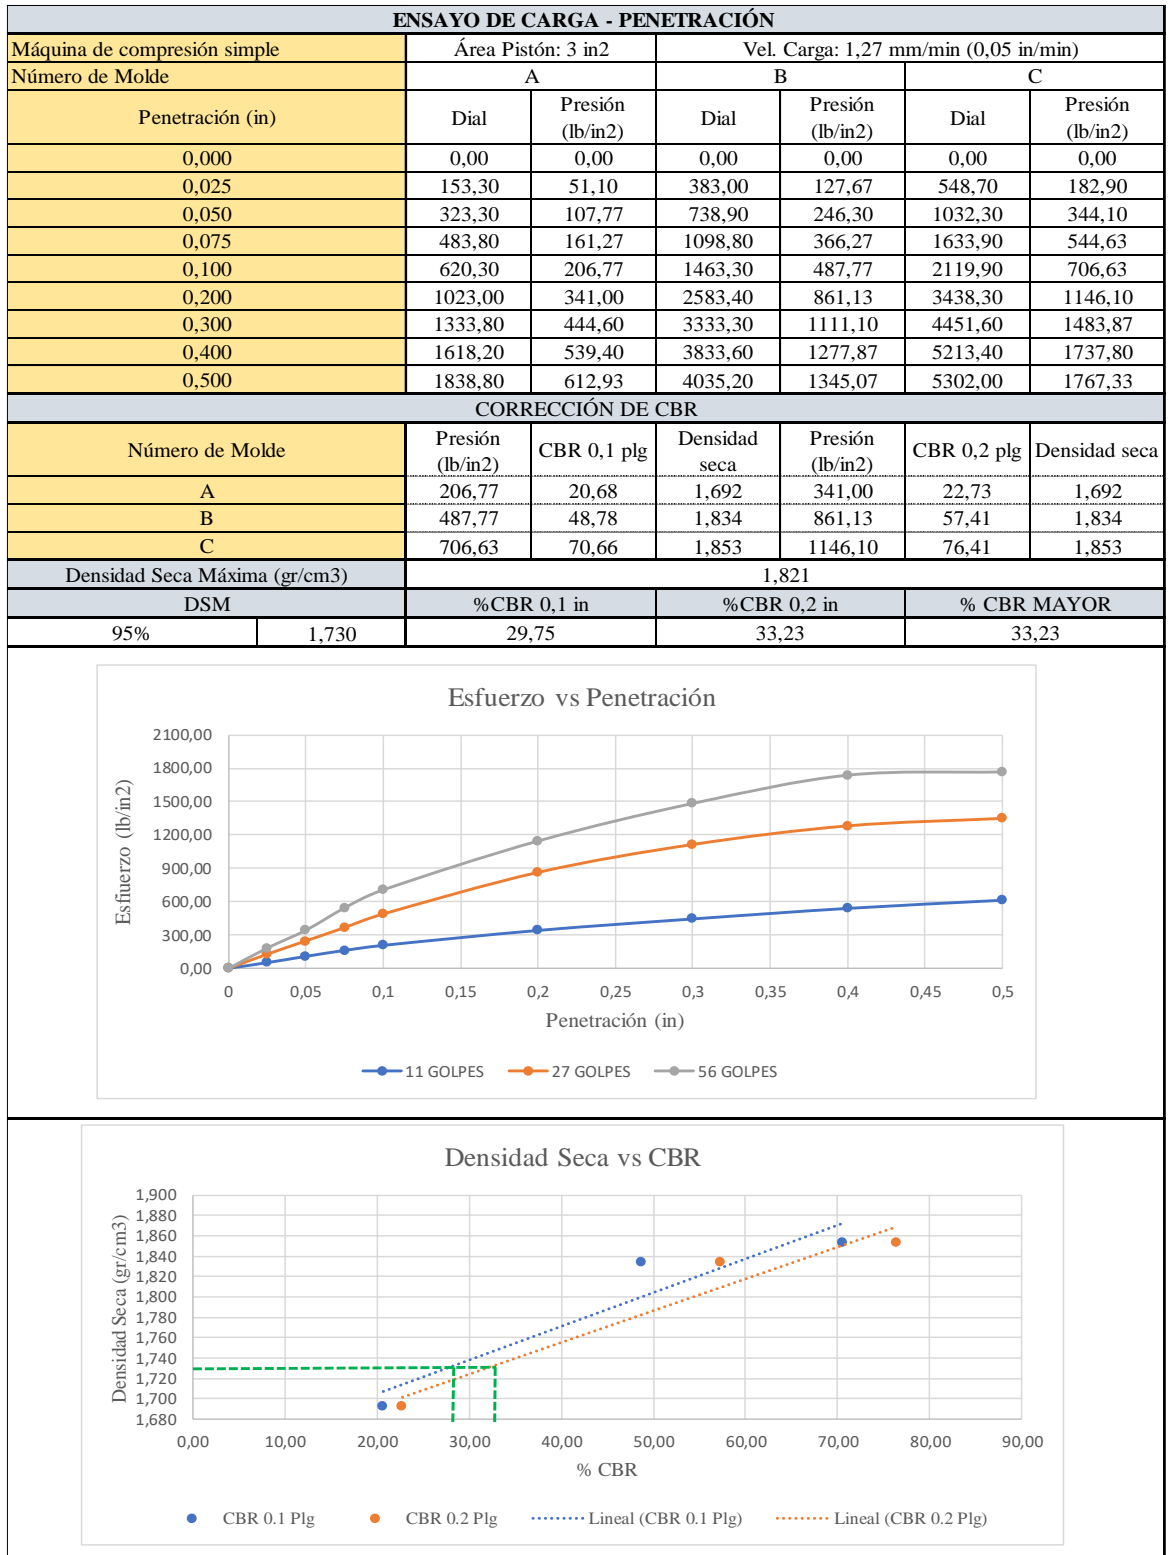 ENSAYO DE CARGA - PENETRACIÓN
Máquina de compresión simple Área Pistón: 3 in2 Vel. Carga: 1,27 mm/min (0,05 in/min)
Número de Molde A B C
Penetración (in) Dial Presión (lb/in2) Dial Presión (lb/in2) Dial Presión (lb/in2)
0,000 0,00 0,00 0,00 0,00 0,00 0,00
0,025 153,30 51,10 383,00 127,67 548,70 182,90
0,050 323,30 107,77 738,90 246,30 1032,30 344,10
0,075 483,80 161,27 1098,80 366,27 1633,90 544,63
0,100 620,30 206,77 1463,30 487,77 2119,90 706,63
0,200 1023,00 341,00 2583,40 861,13 3438,30 1146,10
0,300 1333,80 444,60 3333,30 1111,10 4451,60 1483,87
0,400 1618,20 539,40 3833,60 1277,87 5213,40 1737,80
0,500 1838,80 612,93 4035,20 1345,07 5302,00 1767,33
CORRECCIÓN DE CBR
Número de Molde Presión (lb/in2) CBR 0,1 plg Densidad seca Presión (lb/in2) CBR 0,2 plg Densidad seca
A 206,77 20,68 1,692 341,00 22,73 1,692
B 487,77 48,78 1,834 861,13 57,41 1,834
C 706,63 70,66 1,853 1146,10 76,41 1,853
Densidad Seca Máxima (gr/cm3) 1,821
DSM %CBR 0,1 in %CBR 0,2 in % CBR MAYOR
95% 1,730 29,75 33,23 33,23
Esfuerzo vs Penetración
Esfuerzo (lb/in2)
2100,00
1800,00
1500,00
1200,00
900,00
600,00
300,00
0,00
0 0,05 0,1 0,15 0,2 0,25 0,3 0,35 0,4 0,45 0,5
Penetración (in)
11 GOLPES 27 GOLPES 56 GOLPES
Densidad Seca vs CBR
Densidad Seca (gr/cm3)
1,900
1,880
1,860
1,840
1,820
1,800
1,780
1,760
1,740
1,720
1,700
1,680
0,00 10,00 20,00 30,00 40,00 50,00 60,00 70,00 80,00 90,00
% CBR
CBR 0.1 Plg CBR 0.2 Plg Lineal (CBR 0.1 Plg) Lineal (CBR 0.2 Plg)